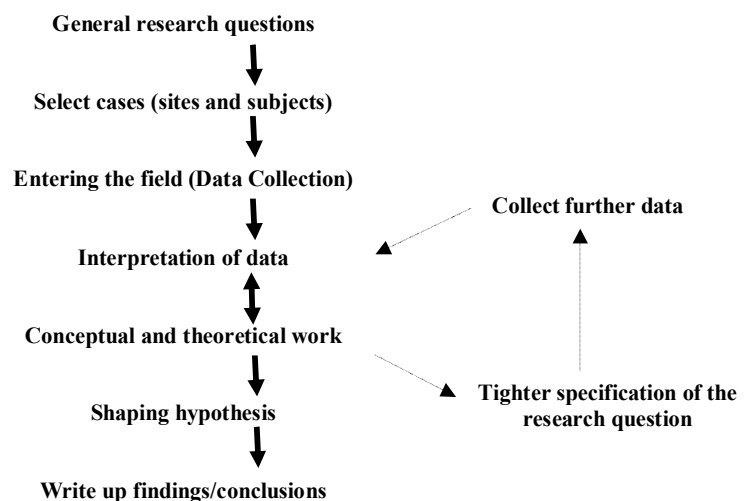 General research questions
Select cases (sites and subjects)
Entering the field (Data Collection)
Collect further data
Interpretation of data
Conceptual and theoretical work
Tighter specification of the
research question
Shaping hypothesis
Write up findings/conclusions